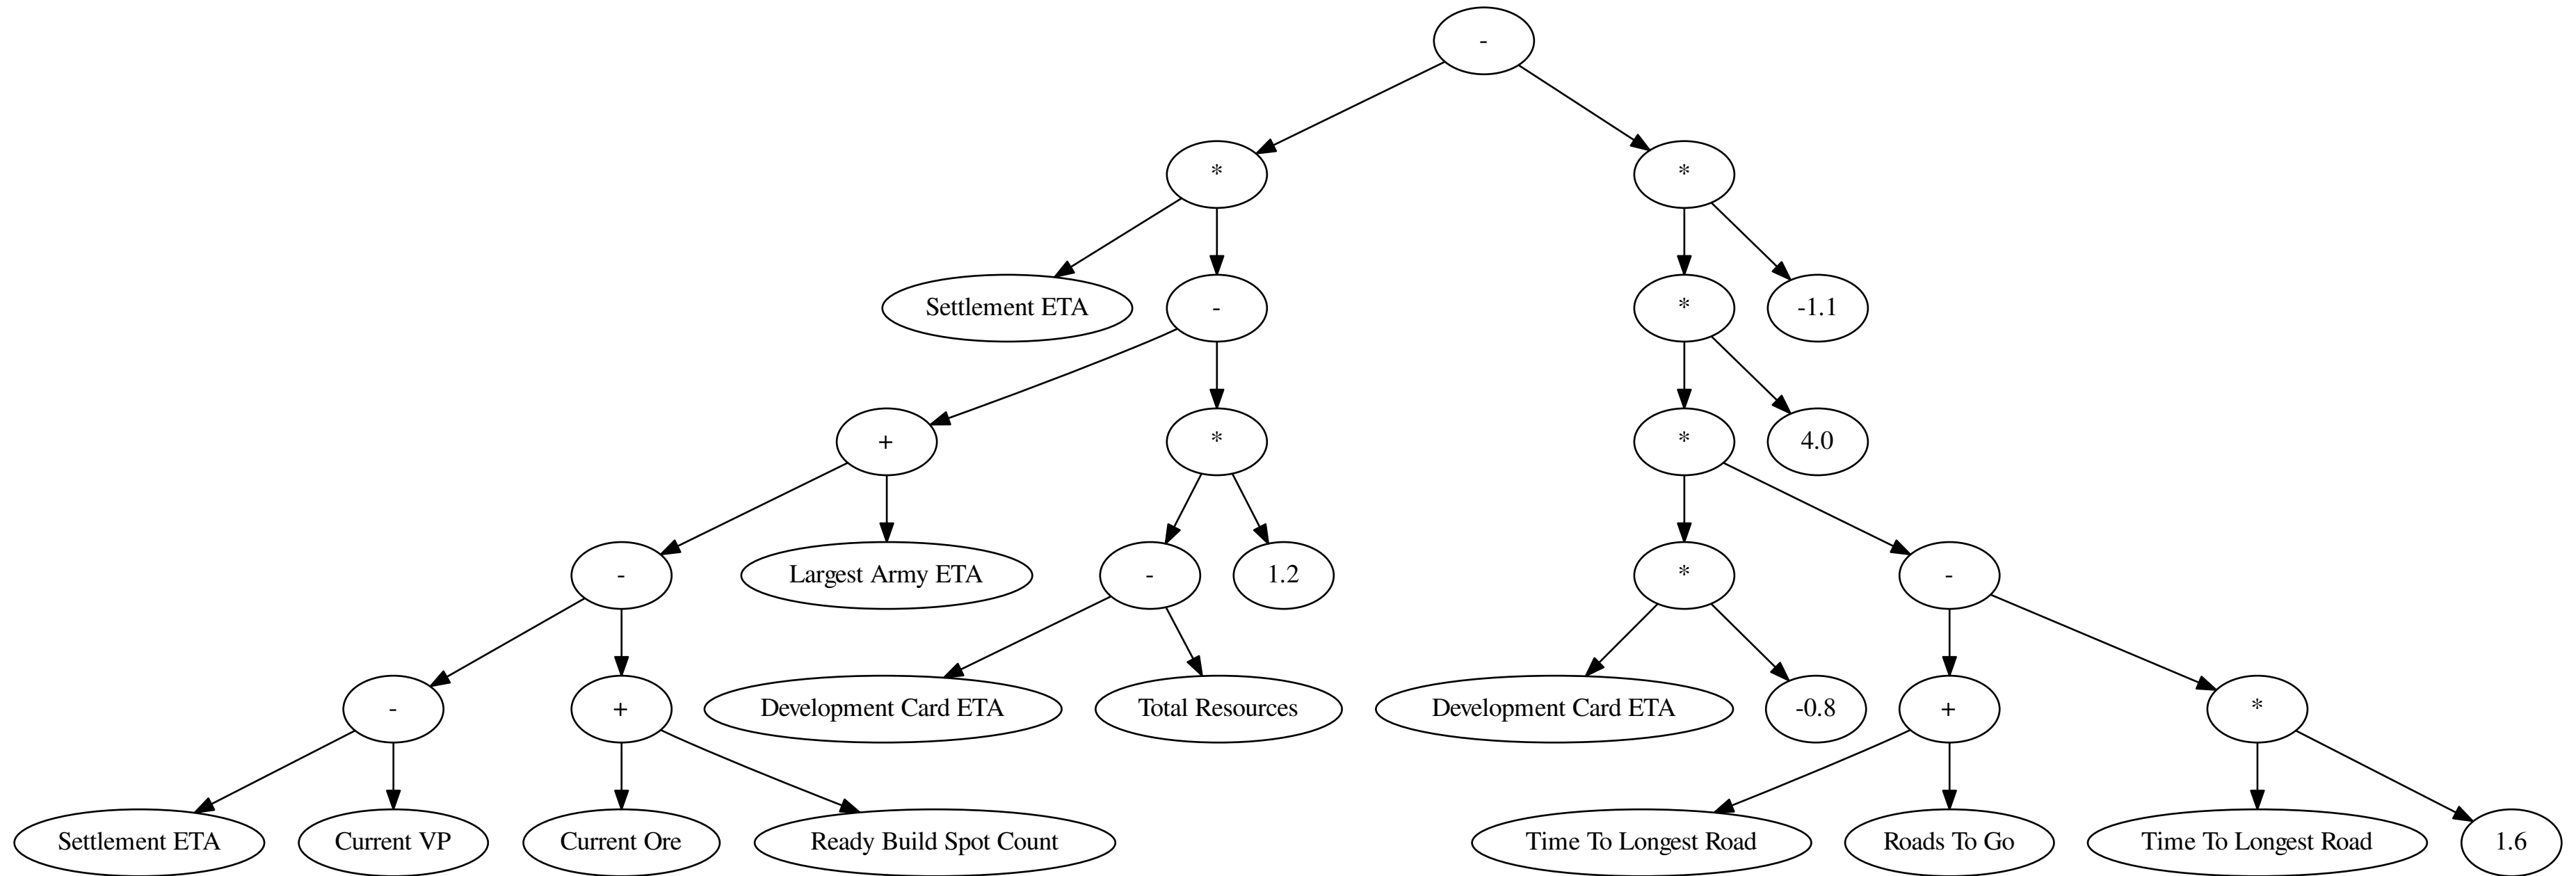 -
*
*
Settlement ETA
-
*
-1.1
+
*
*
4.0
-
Largest Army ETA
-
1.2
*
-
-
+
Development Card ETA
Total Resources
Development Card ETA
-0.8
+
*
Settlement ETA
Current VP
Current Ore
Ready Build Spot Count
Time To Longest Road
Roads To Go
Time To Longest Road
1.6